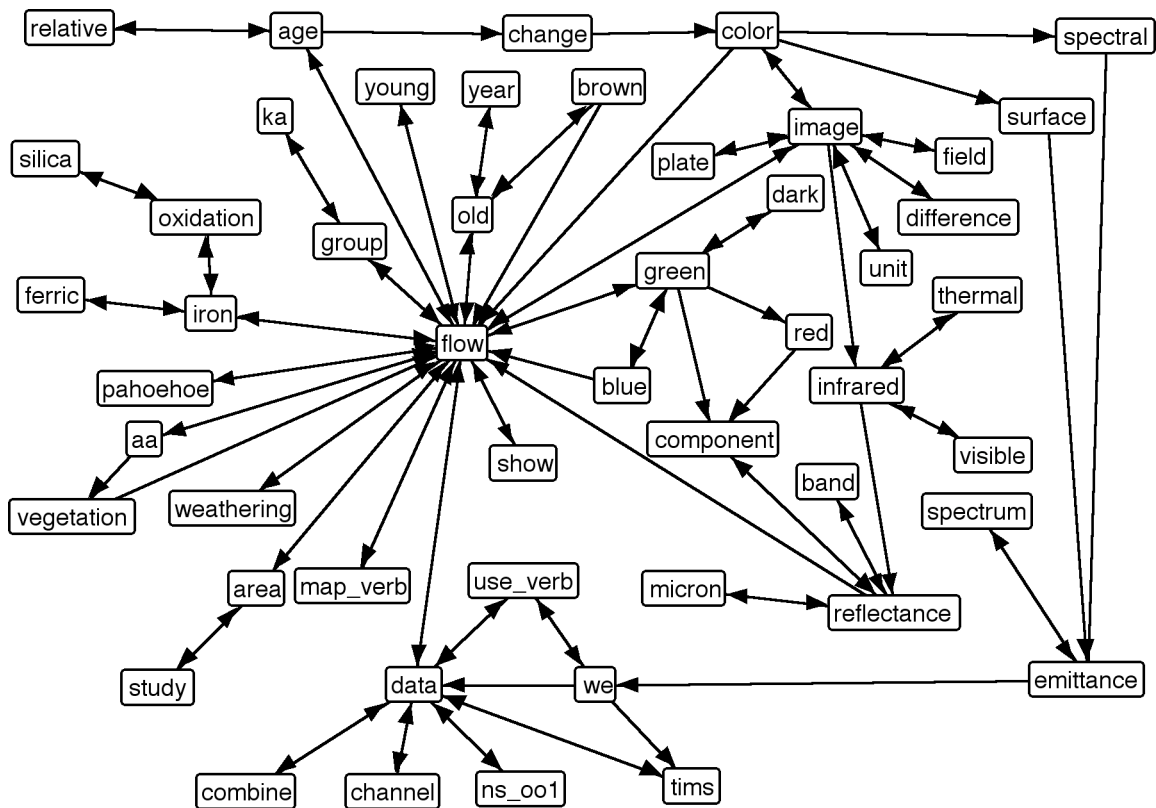 relative
age
change
color
spectral
young
year
brown
ka
surface
image
silica
plate
field
oxidation
old
dark
difference
group
green
unit
ferric
iron
thermal
flow
red
pahoehoe
blue
infrared
aa
component
show
visible
vegetation
weathering
band
spectrum
area
map_verb
use_verb
micron
reflectance
study
data
we
emittance
combine
channel
ns_oo1
tims